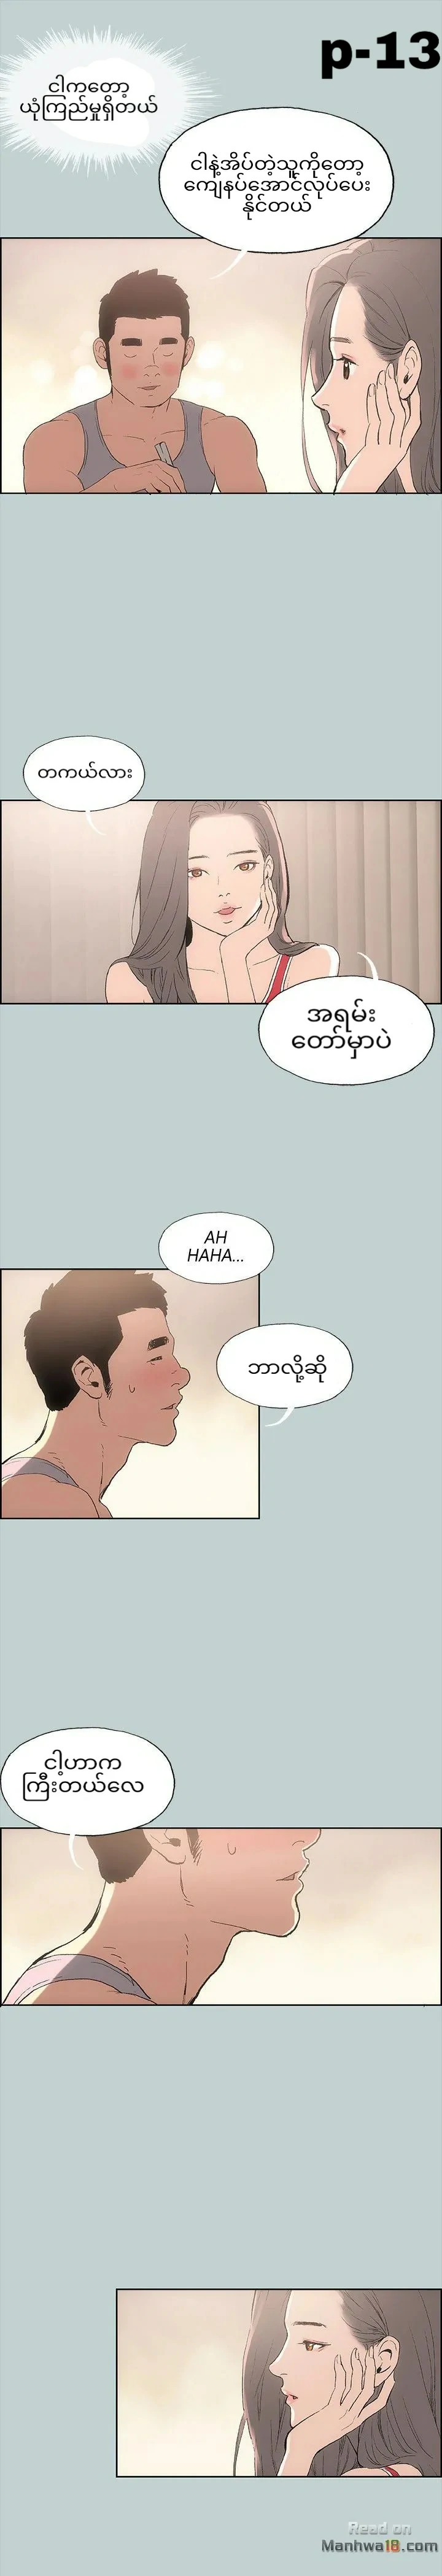 p-13
ငါကတော့
ယုံကြည်မှုရှိတယ်
ငါနဲ့အိပ်တဲ့သူကိုတော့
ကျေနပ်အောင်လုပ်ပေး
နိုင်တယ်
တကယ်လား
အရမ်း
တော်မှာပဲ
AH
HAHA...
ဘာလို့ဆို
ငါ့ဟာက
ကြီးတယ်လေ
Read on
Manhwa18.com